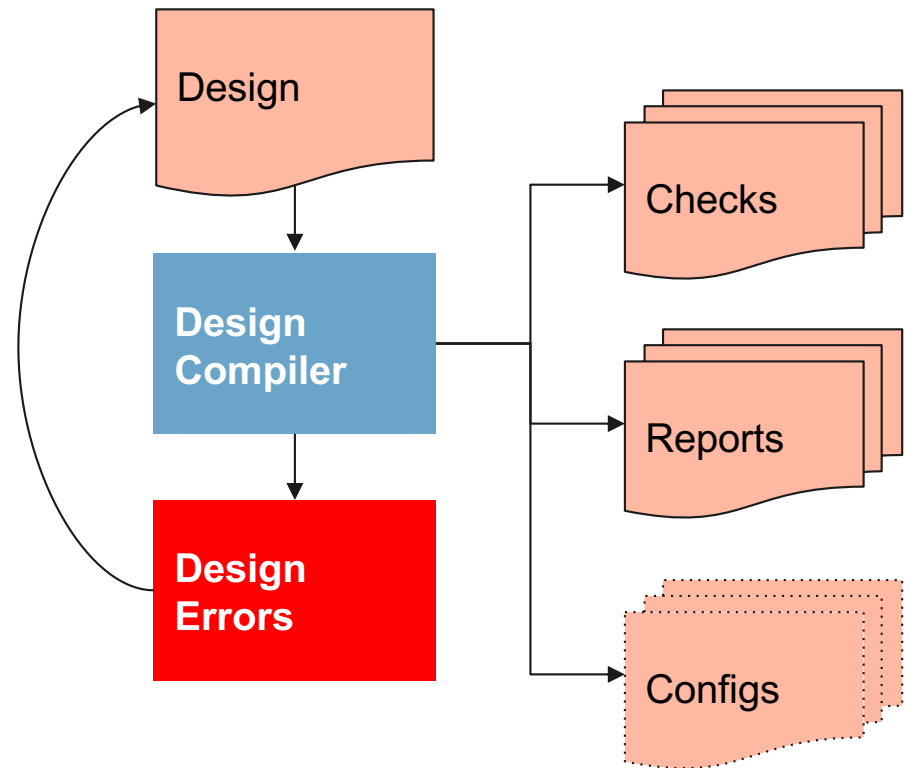 Design
Design
Compiler
Design
Errors
Checks
Reports
Configs